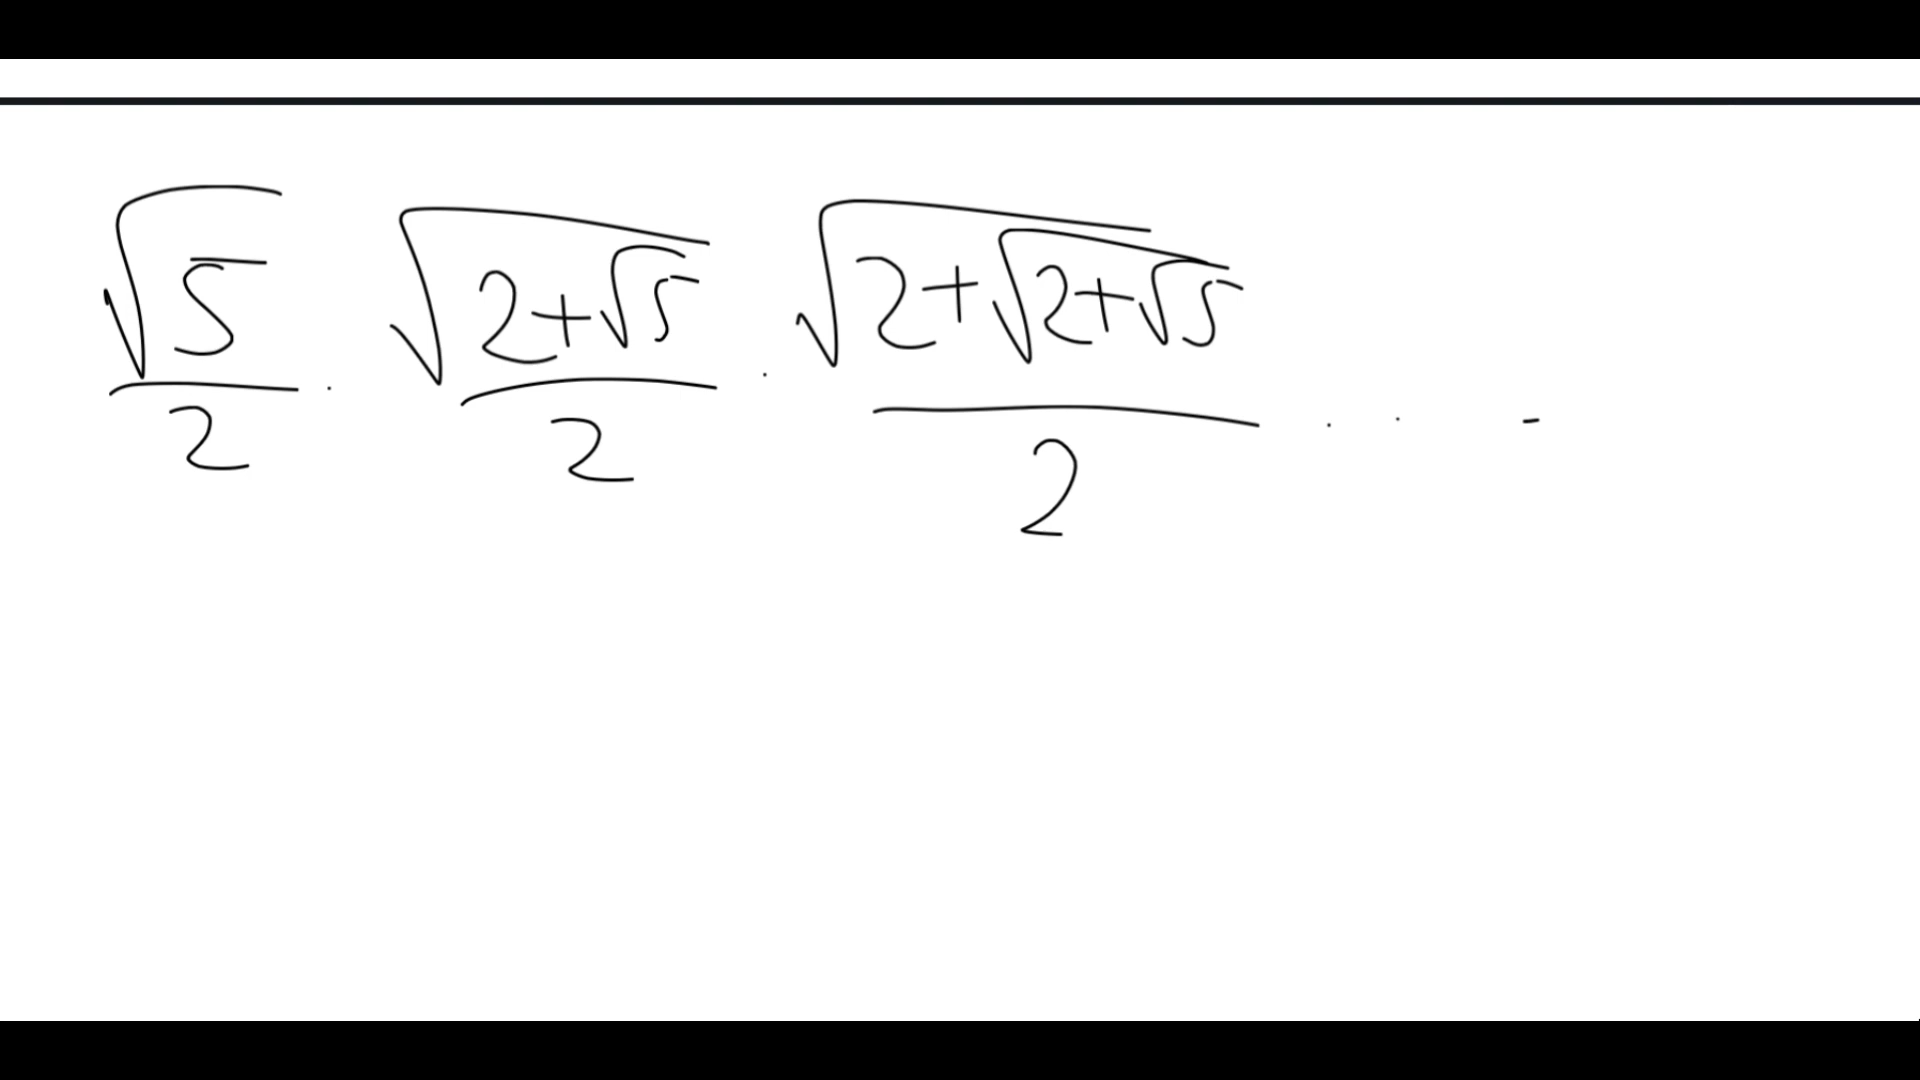 √5/2 · √(2+√5)/2 · √(2+√(2+√5))/2 . . -